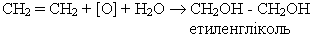 CH₂ = CH₂ + [O] + H₂O → CH₂OH - CH₂OH
етиленгліколь